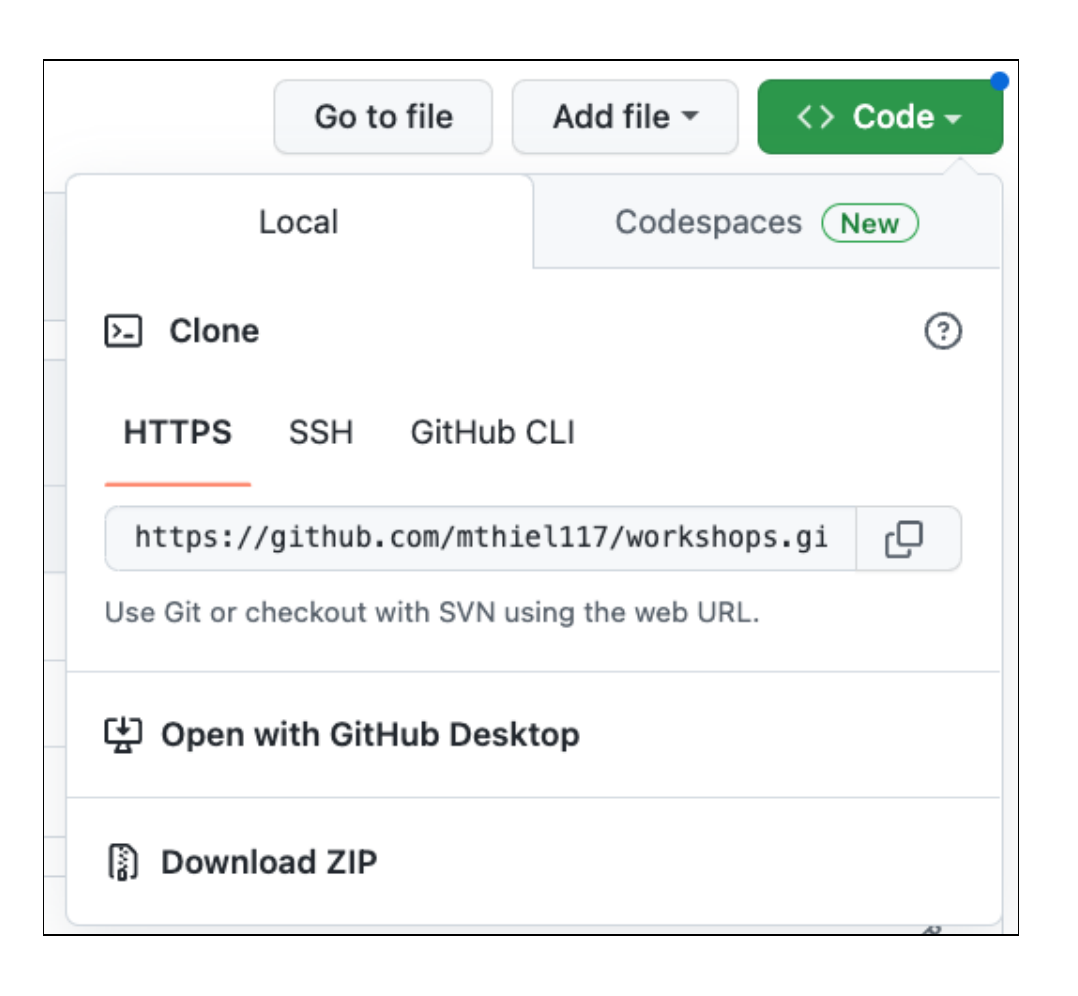 Go to file Add file <> Code
Local Codespaces New
Clone
HTTPS SSH GitHub CLI
https://github.com/mthiel117/workshops.gi
Use Git or checkout with SVN using the web URL.
Open with GitHub Desktop
Download ZIP